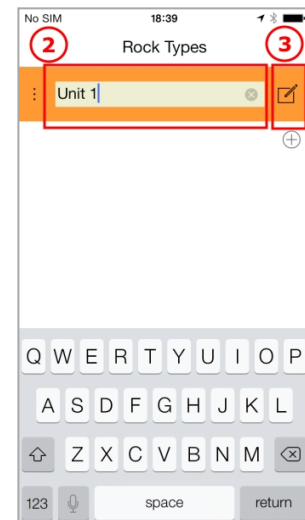 No SIM 18:39
2 Rock Types 3
Unit 1
Q W E R T Y U I O P
A S D F G H J K L
Z X C V B N M
123 space return